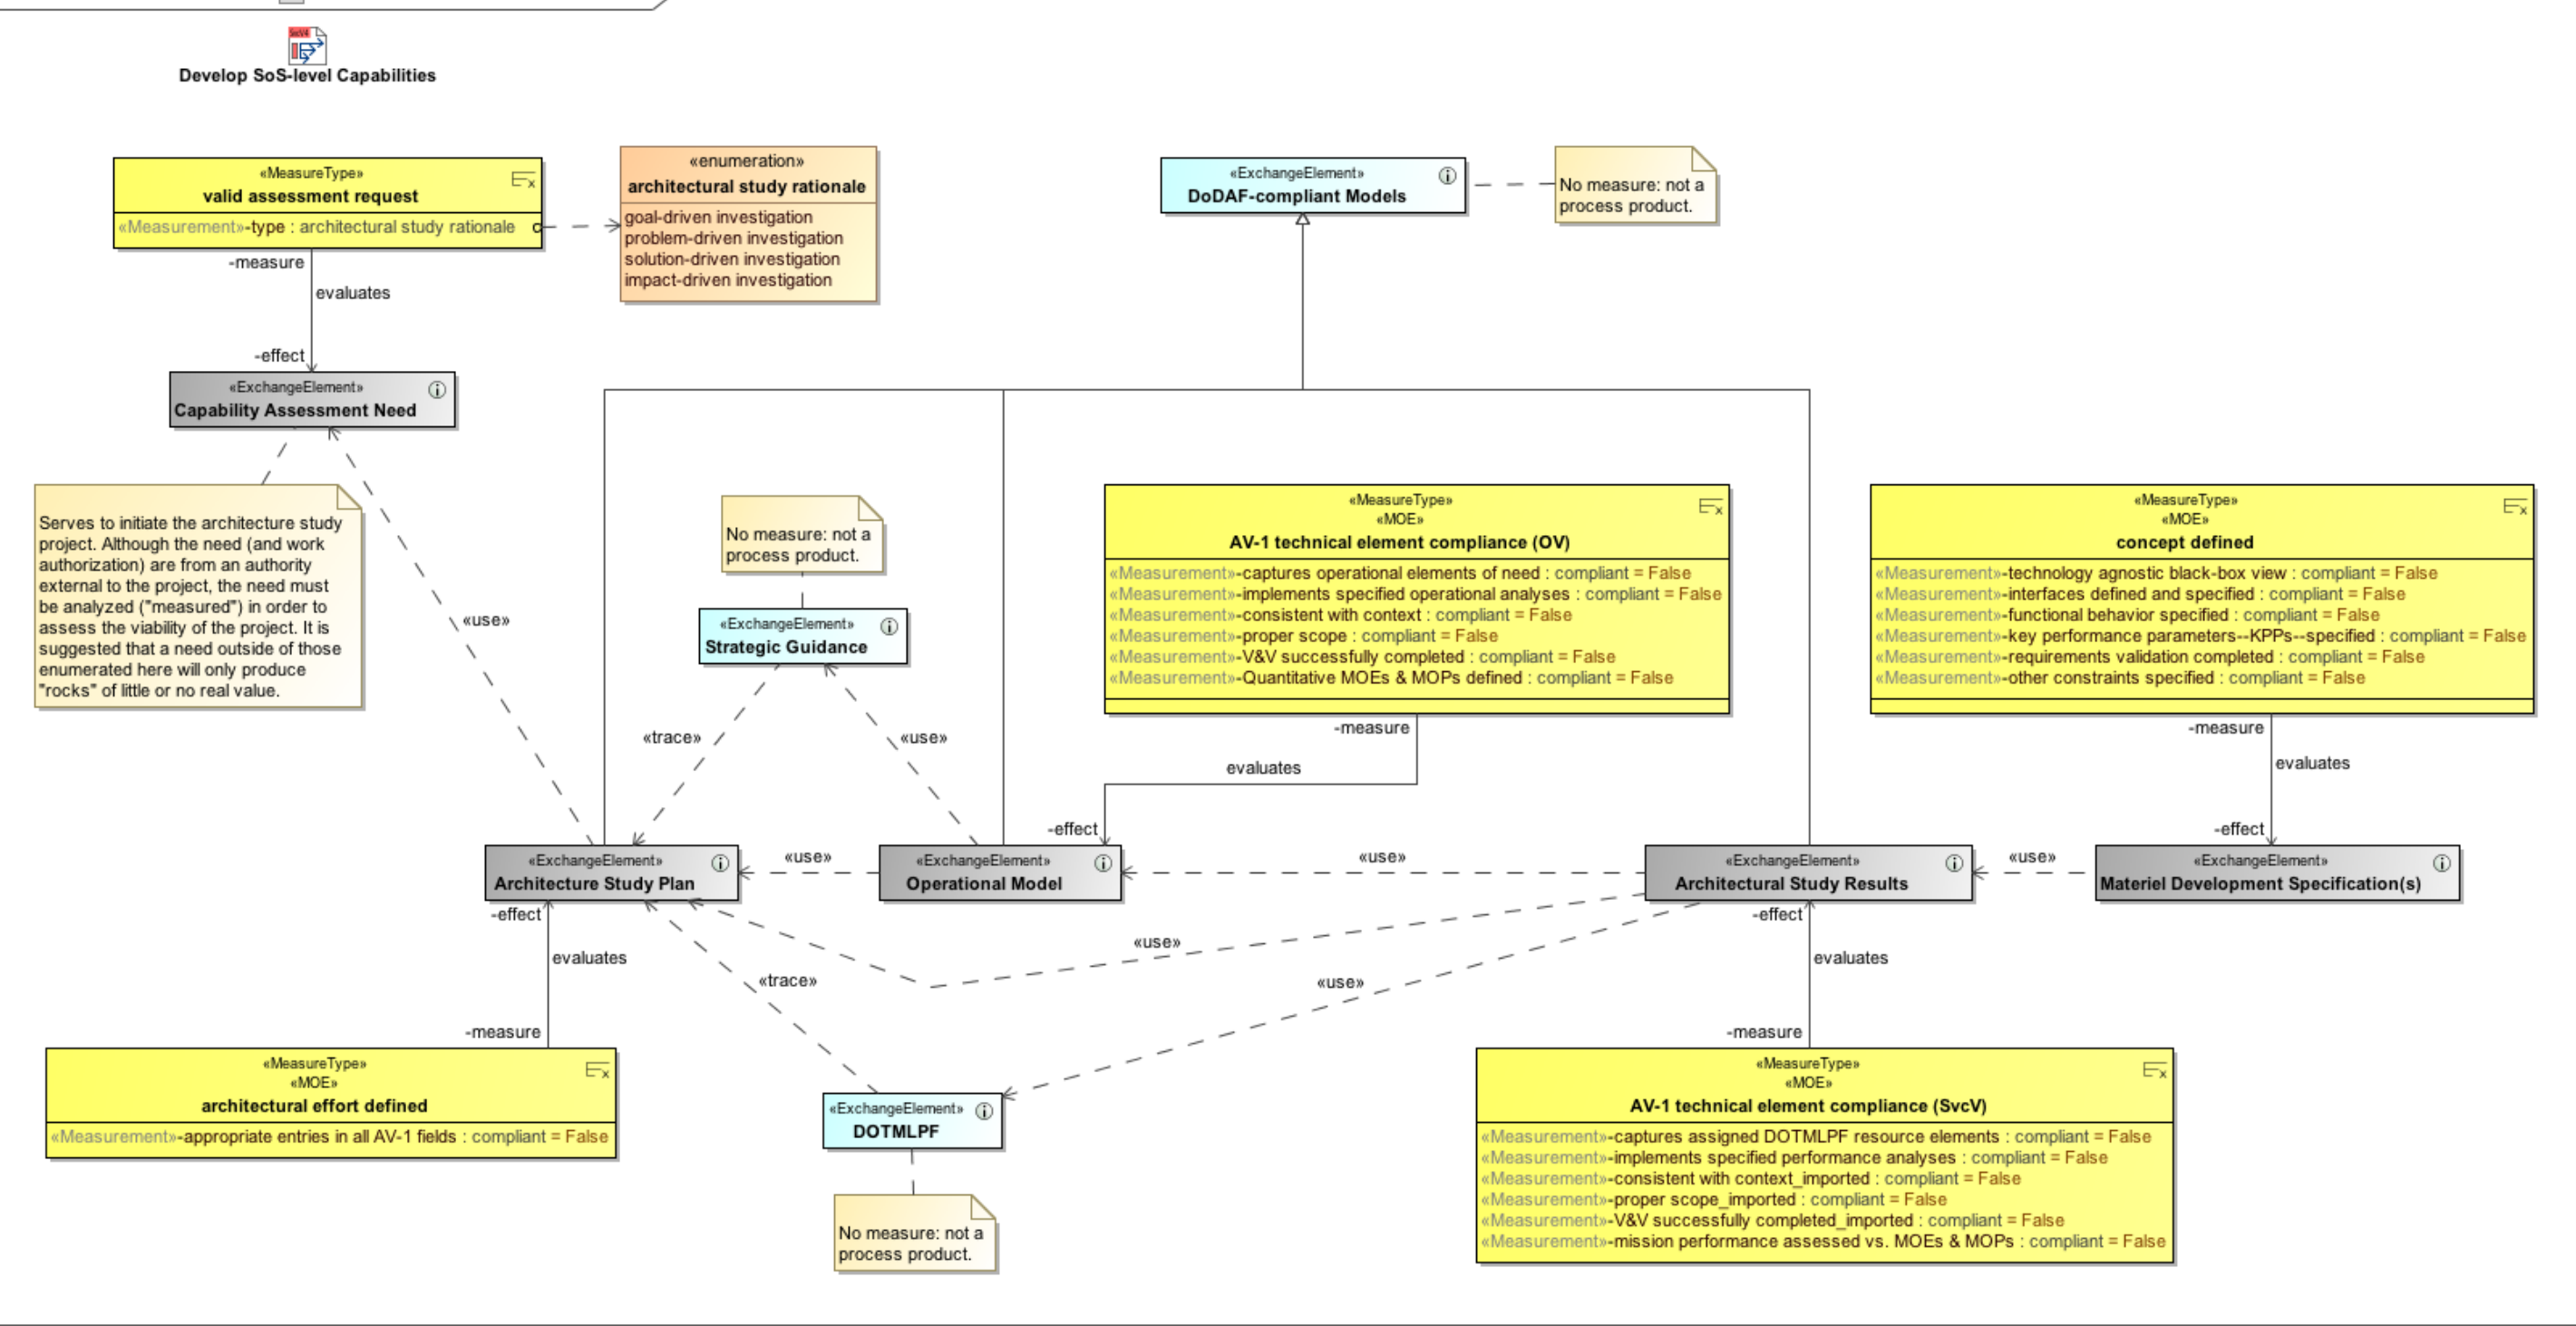 SvcV4
Develop SoS-level Capabilities
«MeasureType»
valid assessment request
«Measurement»-type : architectural study rationale
«enumeration»
architectural study rationale
goal-driven investigation
problem-driven investigation
solution-driven investigation
impact-driven investigation
«ExchangeElement»
DoDAF-compliant Models
No measure: not a
process product.
-measure
evaluates
-effect
«ExchangeElement»
Capability Assessment Need
Serves to initiate the architecture study
project. Although the need (and work
authorization) are from an authority
external to the project, the need must
be analyzed ("measured") in order to
assess the viability of the project. It is
suggested that a need outside of those
enumerated here will only produce
"rocks" of little or no real value.
«use»
No measure: not a
process product.
«ExchangeElement»
Strategic Guidance
«trace»
«use»
«MeasureType»
«MOE»
AV-1 technical element compliance (OV)
«Measurement»-captures operational elements of need : compliant = False
«Measurement»-implements specified operational analyses : compliant = False
«Measurement»-consistent with context : compliant = False
«Measurement»-proper scope : compliant = False
«Measurement»-V&V successfully completed : compliant = False
«Measurement»-Quantitative MOEs & MOPs defined : compliant = False
-measure
evaluates
-effect
«MeasureType»
«MOE»
concept defined
«Measurement»-technology agnostic black-box view : compliant = False
«Measurement»-interfaces defined and specified : compliant = False
«Measurement»-functional behavior specified : compliant = False
«Measurement»-key performance parameters--KPPs--specified : compliant = False
«Measurement»-requirements validation completed : compliant = False
«Measurement»-other constraints specified : compliant = False
-measure
evaluates
-effect
«ExchangeElement»
Architecture Study Plan
«use»
«ExchangeElement»
Operational Model
«use»
«ExchangeElement»
Architectural Study Results
«use»
«ExchangeElement»
Materiel Development Specification(s)
-effect
evaluates
-measure
«use»
«trace»
«use»
-effect
evaluates
-measure
«MeasureType»
«MOE»
architectural effort defined
«Measurement»-appropriate entries in all AV-1 fields : compliant = False
«ExchangeElement»
DOTMLPF
No measure: not a
process product.
«MeasureType»
«MOE»
AV-1 technical element compliance (SvcV)
«Measurement»-captures assigned DOTMLPF resource elements : compliant = False
«Measurement»-implements specified performance analyses : compliant = False
«Measurement»-consistent with context_imported : compliant = False
«Measurement»-proper scope_imported : compliant = False
«Measurement»-V&V successfully completed_imported : compliant = False
«Measurement»-mission performance assessed vs. MOEs & MOPs : compliant = False